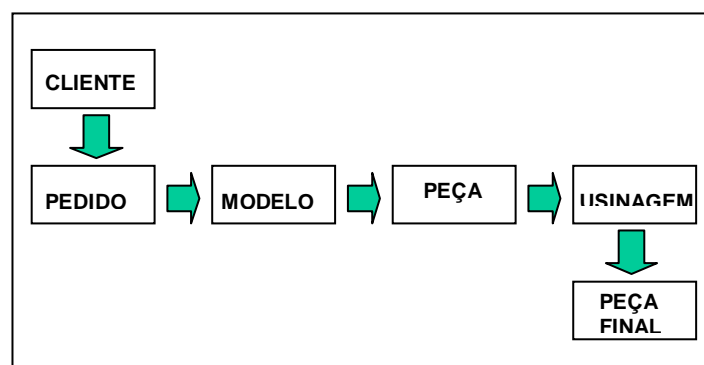 CLIENTE
PEDIDO
MODELO
PEÇA
USINAGEM
PEÇA
FINAL